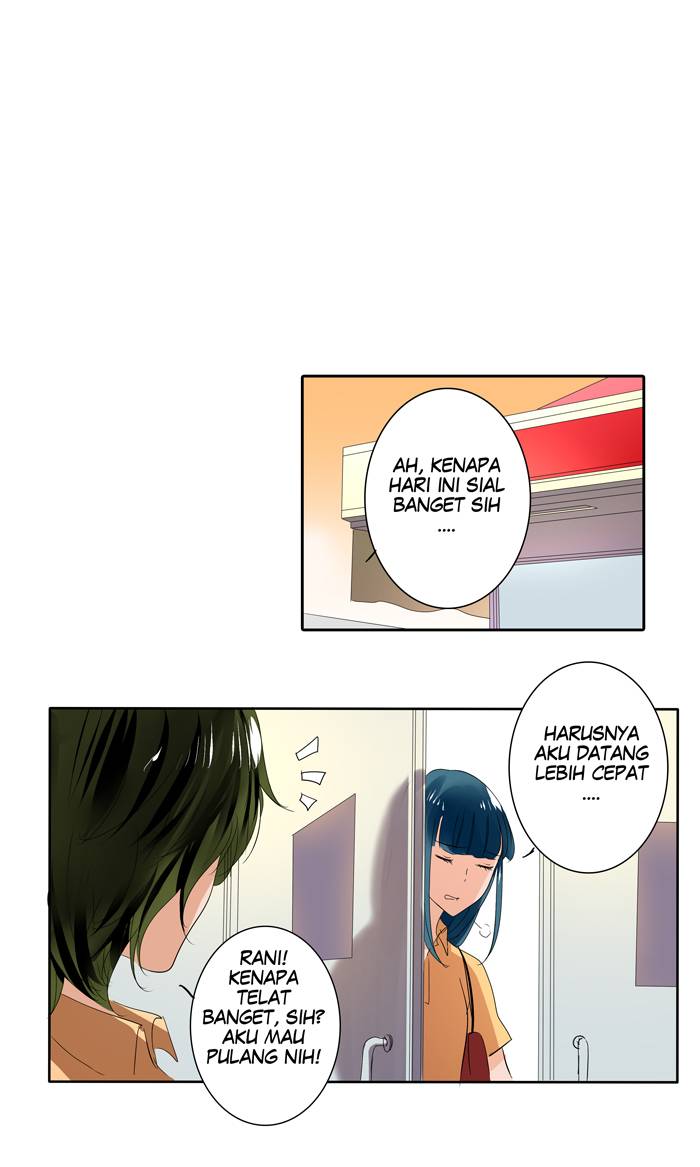 AH, KENAPA
HARI INI SIAL
BANGET SIH
....
HARUSNYA
AKU DATANG
LEBIH CEPAT
....
RANI!
KENAPA
TELAT
BANGET, SIH?
AKU MAU
PULANG NIH!